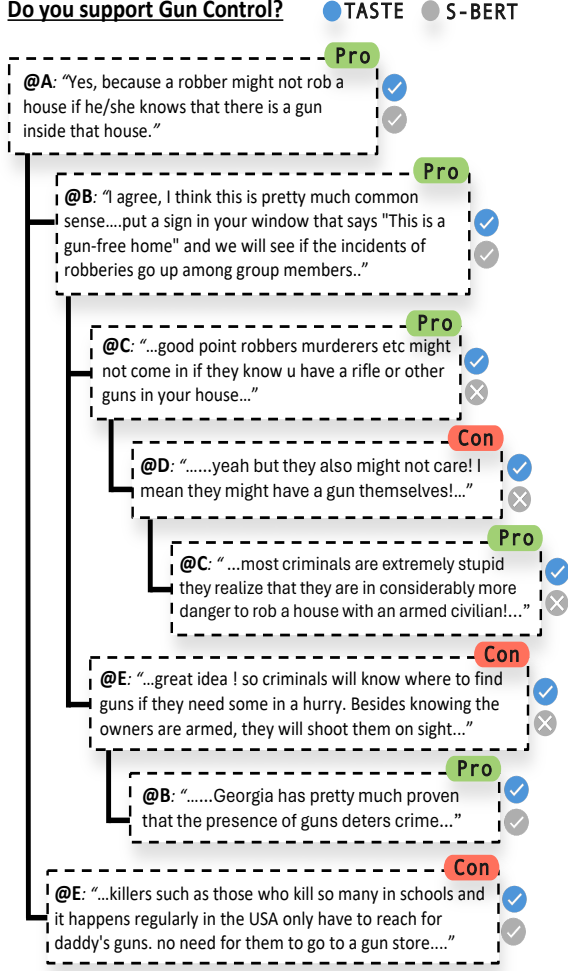 Do you support Gun Control? TASTE S-BERT
Pro
@A: “Yes, because a robber might not rob a
house if he/she knows that there is a gun
inside that house.”
Pro
@B: “I agree, I think this is pretty much common
sense....put a sign in your window that says "This is a
gun-free home" and we will see if the incidents of
robberies go up among group members..”
Pro
@C: “...good point robbers murderers etc might
not come in if they know u have a rifle or other
guns in your house...”
Con
@D: “......yeah but they also might not care! I
mean they might have a gun themselves!...”
Pro
@C: “ ...most criminals are extremely stupid
they realize that they are in considerably more
danger to rob a house with an armed civilian!...”
Con
@E: “...great idea ! so criminals will know where to find
guns if they need some in a hurry. Besides knowing the
owners are armed, they will shoot them on sight...”
Pro
@B: “......Georgia has pretty much proven
that the presence of guns deters crime...”
Con
@E: “...killers such as those who kill so many in schools and
it happens regularly in the USA only have to reach for
daddy's guns. no need for them to go to a gun store....”